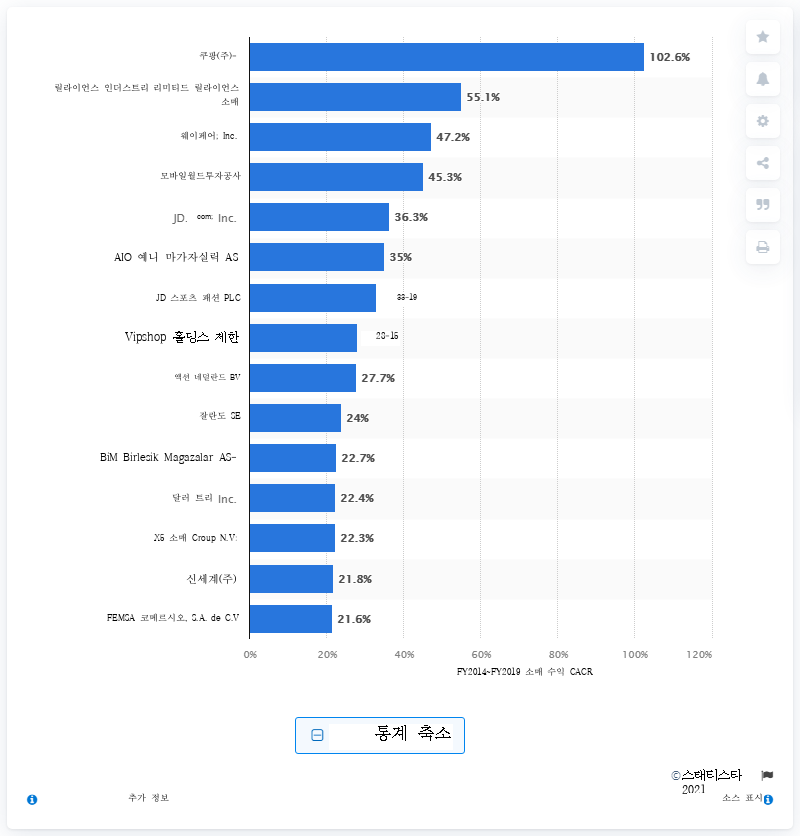 쿠팡(주)-
102.6%
릴라이언스 인더스트리 리미티드 릴라이언스
소매
55.1%
웨이페어; Inc.
47.2%
모바일월드투자공사
45.3%
JD. com; Inc.
36.3%
AIO 예니 마가자실릭 AS
35%
JD 스포츠 패션 PLC
33-19
Vipshop 홀딩스 제한
28-15
액션 네덜란드 BV
27.7%
잘란도 SE
24%
BiM Birlesik Magazalar AS-
22.7%
달러 트리 Inc.
22.4%
X5 소매 Croup N.V:
22.3%
신세계(주)
21.8%
FEMSA 코메르시오, S.A. de C.V
21.6%
0% 20% 40% 60% 80% 100% 120%
FY2014~FY2019 소매 수익 CACR
통계 축소
©스태티스타
2021
추가 정보
소스 표시